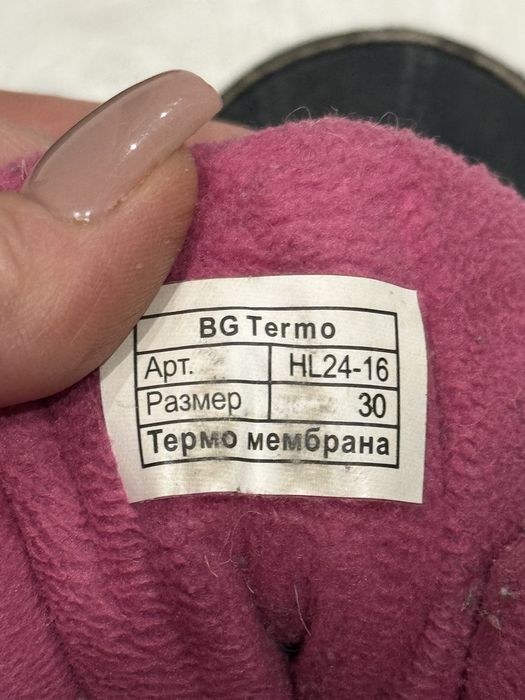 BG Termo
Арт. HL24-16
Размер 30
Термо мембрана